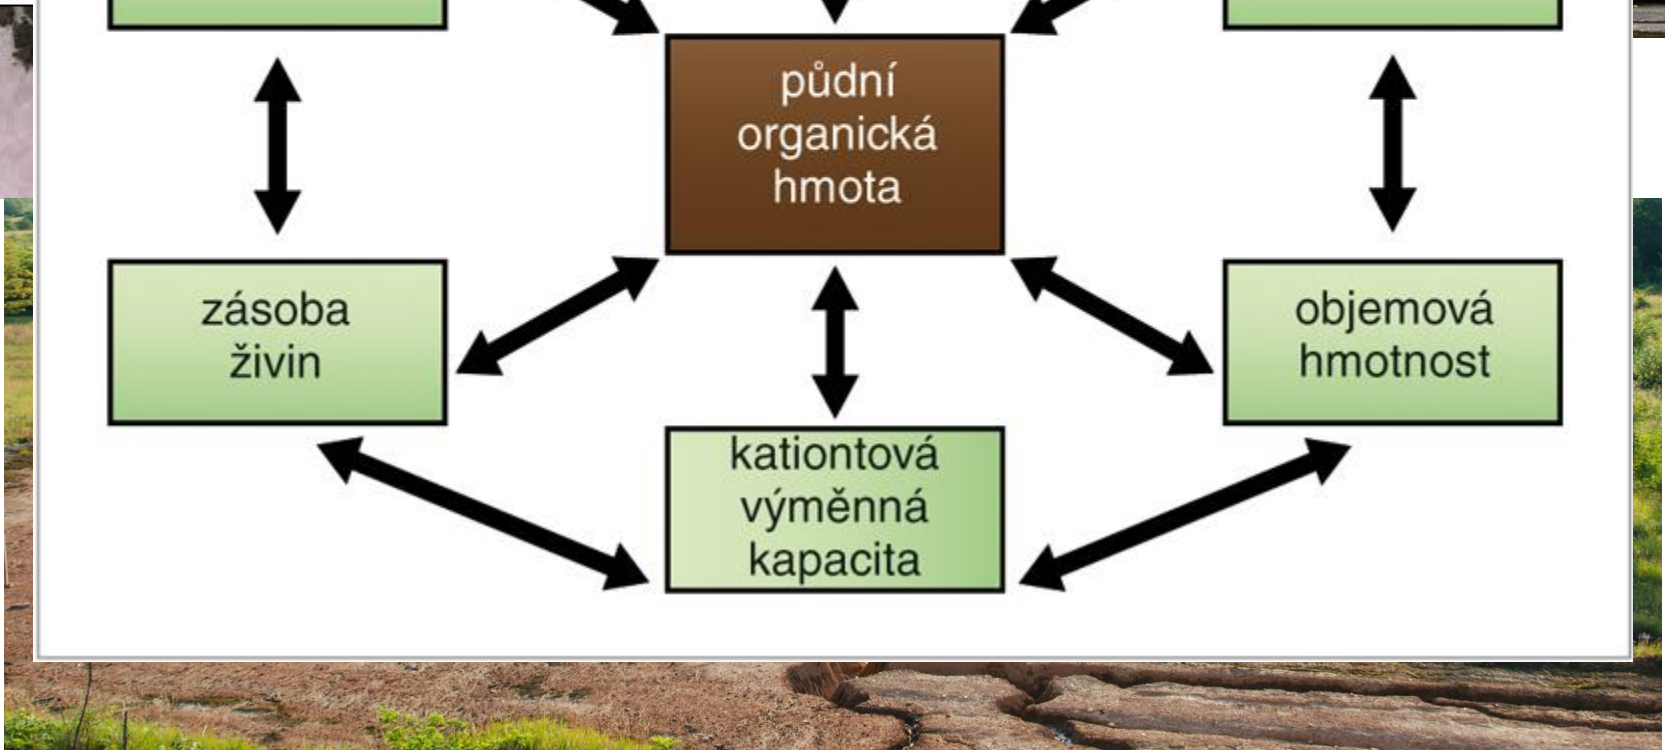 půdní
organická
hmota
zásoba
živin
objemová
hmotnost
kationtová
výměnná
kapacita